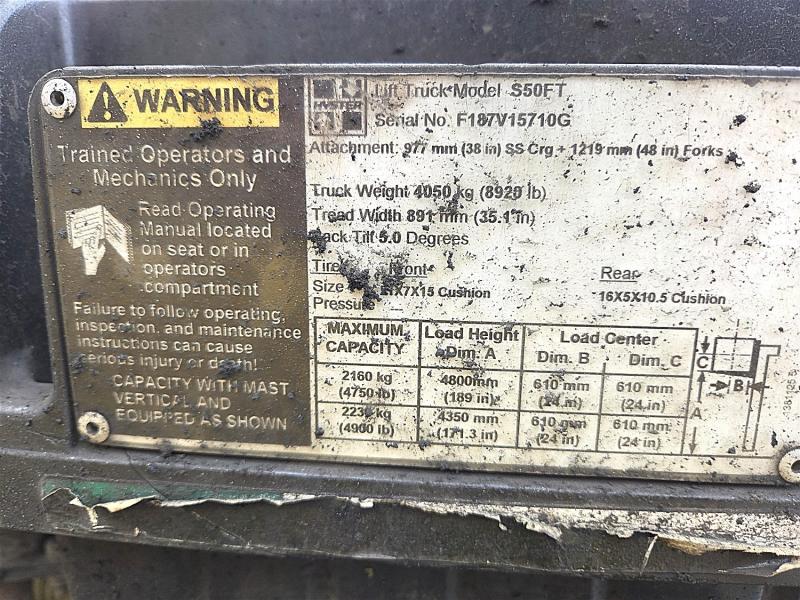 WARNING
Trained Operators and
Mechanics Only
Read Operating
Manual located
on seat or in
operators
compartment
Failure to follow operating,
inspection, and maintenance
instructions can cause
serious injury or death!
CAPACITY WITH MAST
VERTICAL AND
EQUIPPED AS SHOWN
HYSTER
Lift Truck Model S50FT
Serial No. F187V15710G
Attachment: 977 mm (38 in) SS Crg + 1219 mm (48 in) Forks
Truck Weight 4050 kg (8929 lb)
Tread Width 891 mm (35.1 in)
Back Tilt 5.0 Degrees
Tire Front Rear
Size X7X15 Cushion 16X5X10.5 Cushion
Pressure
MAXIMUM CAPACITY Load Height Dim. A Load Center Dim. B Dim. C
2160 kg 4800mm 610 mm 610 mm
(4750 lb) (189 in) (24 in) (24 in)
2230 kg 4350 mm 610 mm 610 mm
(4900 lb) (171.3 in) (24 in) (24 in)
C
B
A